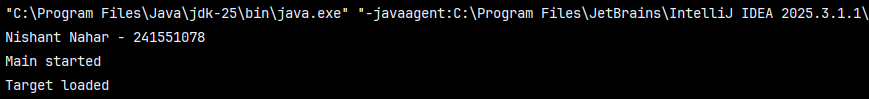 "C:\Program Files\Java\jdk-25\bin\java.exe" "-javaagent:C:\Program Files\JetBrains\IntelliJ IDEA 2025.3.1.1\
Nishant Nahar - 241551078
Main started
Target loaded